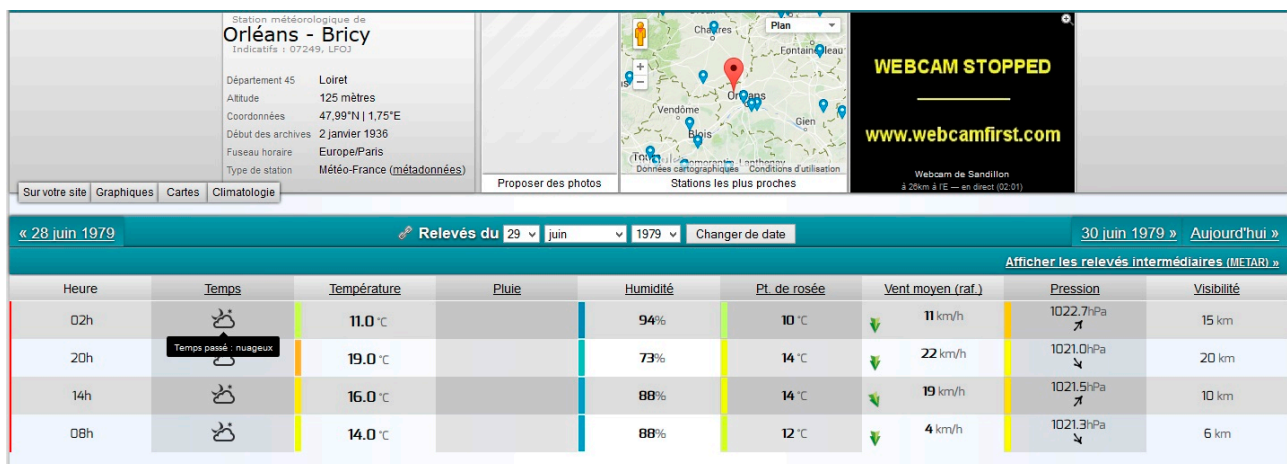 Station météorologique de
Orléans - Bricy
Indicatifs : 07249, LFOJ
Département 45 Loiret
Altitude 125 mètres
Coordonnées 47,99°N | 1,75°E
Début des archives 2 janvier 1936
Fuseau horaire Europe/Paris
Type de station Météo-France (métadonnées)
Sur votre site Graphiques Cartes Climatologie
Proposer des photos
Plan
Chartres
Fontainebleau
Orléans
Vendôme
Gien
Blois
Romorantin-Lanthenay
Données cartographiques Conditions d'utilisation
Stations les plus proches
WEBCAM STOPPED
www.webcamfirst.com
Webcam de Sandillon
à 26km à l'E — en direct (02:01)
« 28 juin 1979 Relevés du 29 juin 1979 Changer de date 30 juin 1979 » Aujourd'hui »
Afficher les relevés intermédiaires (METAR) »
Heure Temps Température Pluie Humidité Pt. de rosée Vent moyen (raf.) Pression Visibilité
02h 11.0 °C 94% 10 °C 11 km/h 1022.7hPa 15 km
Temps passé : nuageux
20h 19.0 °C 73% 14 °C 22 km/h 1021.0hPa 20 km
14h 16.0 °C 88% 14 °C 19 km/h 1021.5hPa 10 km
08h 14.0 °C 88% 12 °C 4 km/h 1021.3hPa 6 km